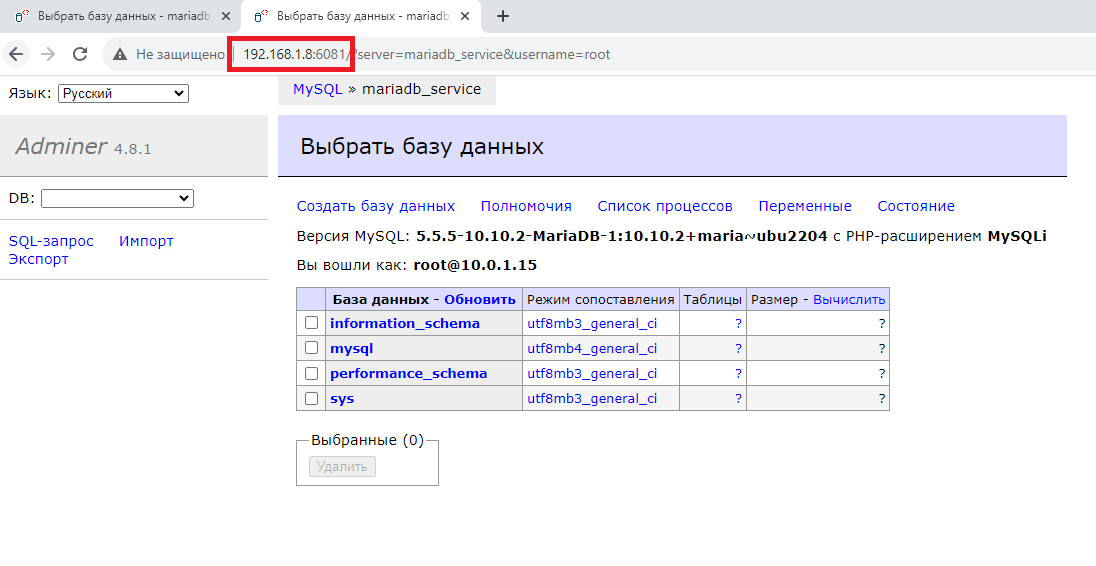 Выбрать базу данных - mariadb_
Выбрать базу данных - mariadb_
Не защищено 192.168.1.8:6081/?server=mariadb_service&username=root
Язык: Русский
MySQL » mariadb_service
Adminer 4.8.1
Выбрать базу данных
DB:
SQL-запрос Импорт
Экспорт
Создать базу данных Полномочия Список процессов Переменные Состояние
Версия MySQL: 5.5.5-10.10.2-MariaDB-1:10.10.2+maria~ubu2204 с PHP-расширением MySQLi
Вы вошли как: root@10.0.1.15
База данных - Обновить Режим сопоставления Таблицы Размер - Вычислить
information_schema utf8mb3_general_ci ? ?
mysql utf8mb4_general_ci ? ?
performance_schema utf8mb3_general_ci ? ?
sys utf8mb3_general_ci ? ?
Выбранные (0)
Удалить